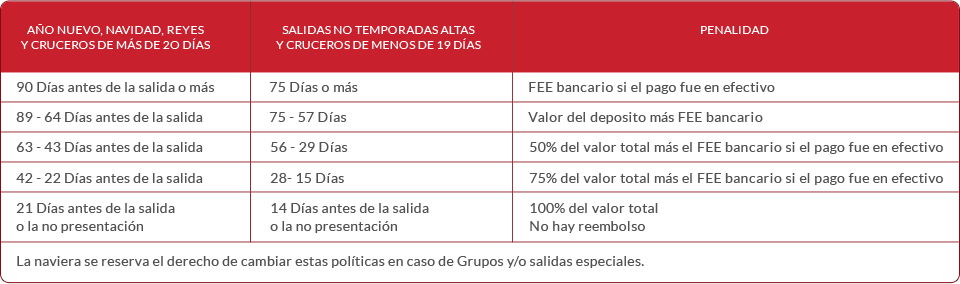 AÑO NUEVO, NAVIDAD, REYES
Y CRUCEROS DE MÁS DE 2O DÍAS
SALIDAS NO TEMPORADAS ALTAS
Y CRUCEROS DE MENOS DE 19 DÍAS
PENALIDAD
90 Días antes de la salida o más
75 Días o más
FEE bancario si el pago fue en efectivo
89 - 64 Días antes de la salida
75 - 57 Días
Valor del deposito más FEE bancario
63 - 43 Días antes de la salida
56 - 29 Días
50% del valor total más el FEE bancario si el pago fue en efectivo
42 - 22 Días antes de la salida
28- 15 Días
75% del valor total más el FEE bancario si el pago fue en efectivo
21 Días antes de la salida
o la no presentación
14 Días antes de la salida
o la no presentación
100% del valor total
No hay reembolso
La naviera se reserva el derecho de cambiar estas políticas en caso de Grupos y/o salidas especiales.